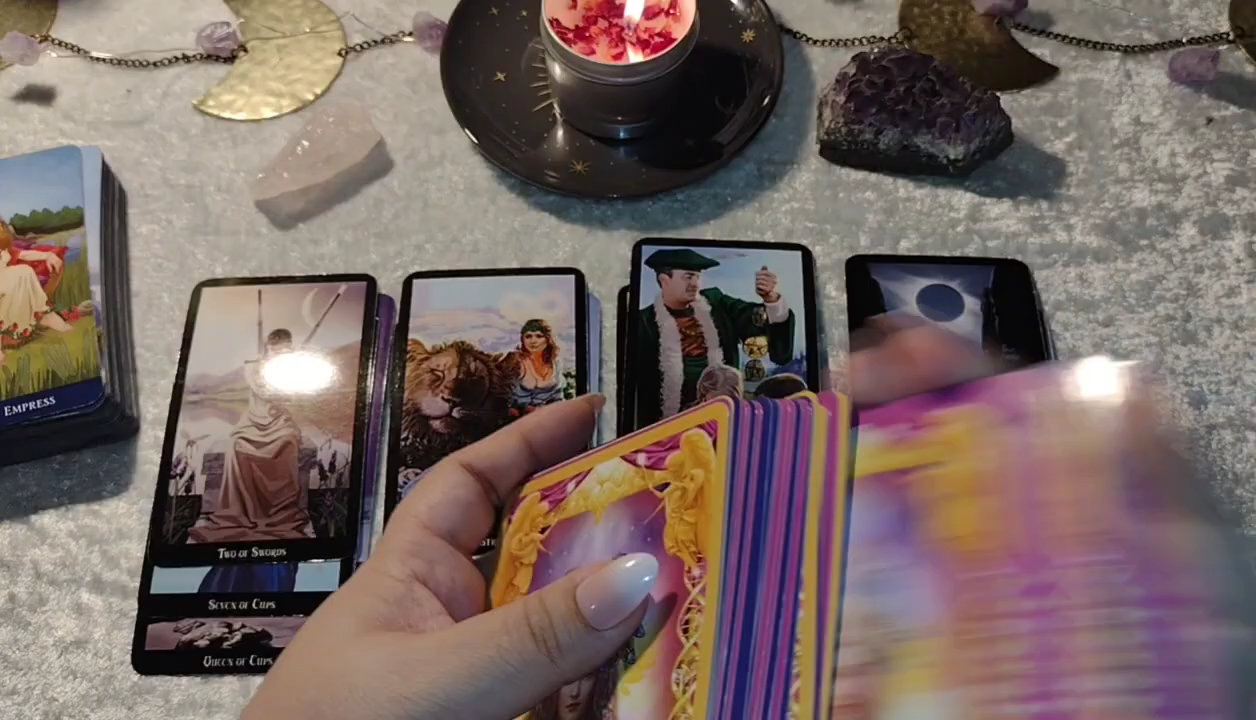 EMPRESS
TWO OF SWORDS
SEVEN OF CUPS
QUEEN OF CUPS